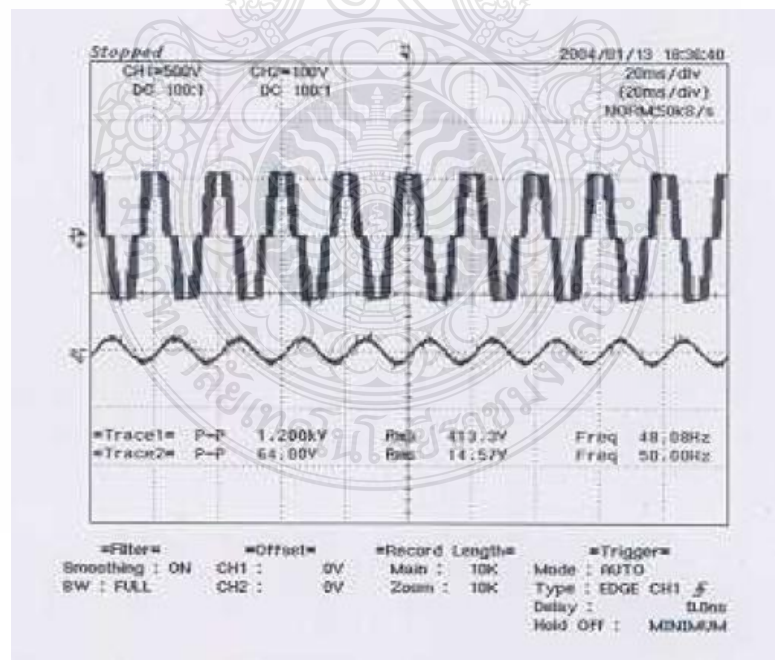 Stopped 2004/01/13 18:38:40
CH1=500V CH2=100V 20ms/div
DC 100:1 DC 100:1 (20ms/div)
NORM:50kS/s
=Trace1= P-P 1.200kV Rms 413.3V Freq 48.08Hz
=Trace2= P-P 64.00V Rms 14.57V Freq 50.00Hz
=Filter= =Offset= =Record Length= =Trigger=
Smoothing : ON CH1 : 0V Main : 10K Mode : AUTO
BW : FULL CH2 : 0V Zoom : 10K Type : EDGE CH1
Delay : 0.0ns
Hold Off : MINIMUM